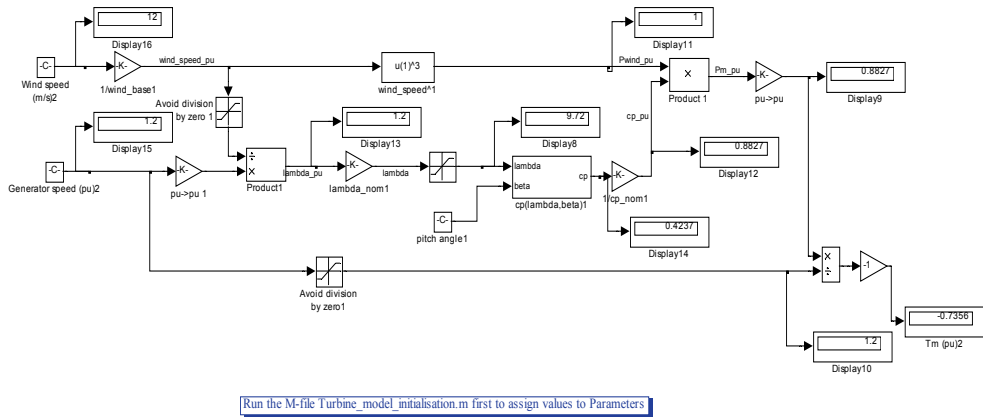 12
Display16
-C-
Wind speed
(m/s)2
-K-
1/wind_base1
wind_speed_pu
u(1)^3
wind_speed^1
1
Display11
Pwind_pu
×
Product 1
Pm_pu
-K-
pu->pu
0.8827
Display9
Avoid division
by zero 1
1.2
Display15
-C-
Generator speed (pu)2
-K-
pu->pu 1
÷
×
Product1
lambda_pu
1.2
Display13
-K-
lambda_nom1
lambda
9.72
Display8
lambda
beta
cp
cp(lambda,beta)1
-K-
1/cp_nom1
cp_pu
0.8827
Display12
-C-
pitch angle1
0.4237
Display14
Avoid division
by zero1
×
÷
-1
-0.7356
Tm (pu)2
1.2
Display10
Run the M-file Turbine_model_initialisation.m first to assign values to Parameters